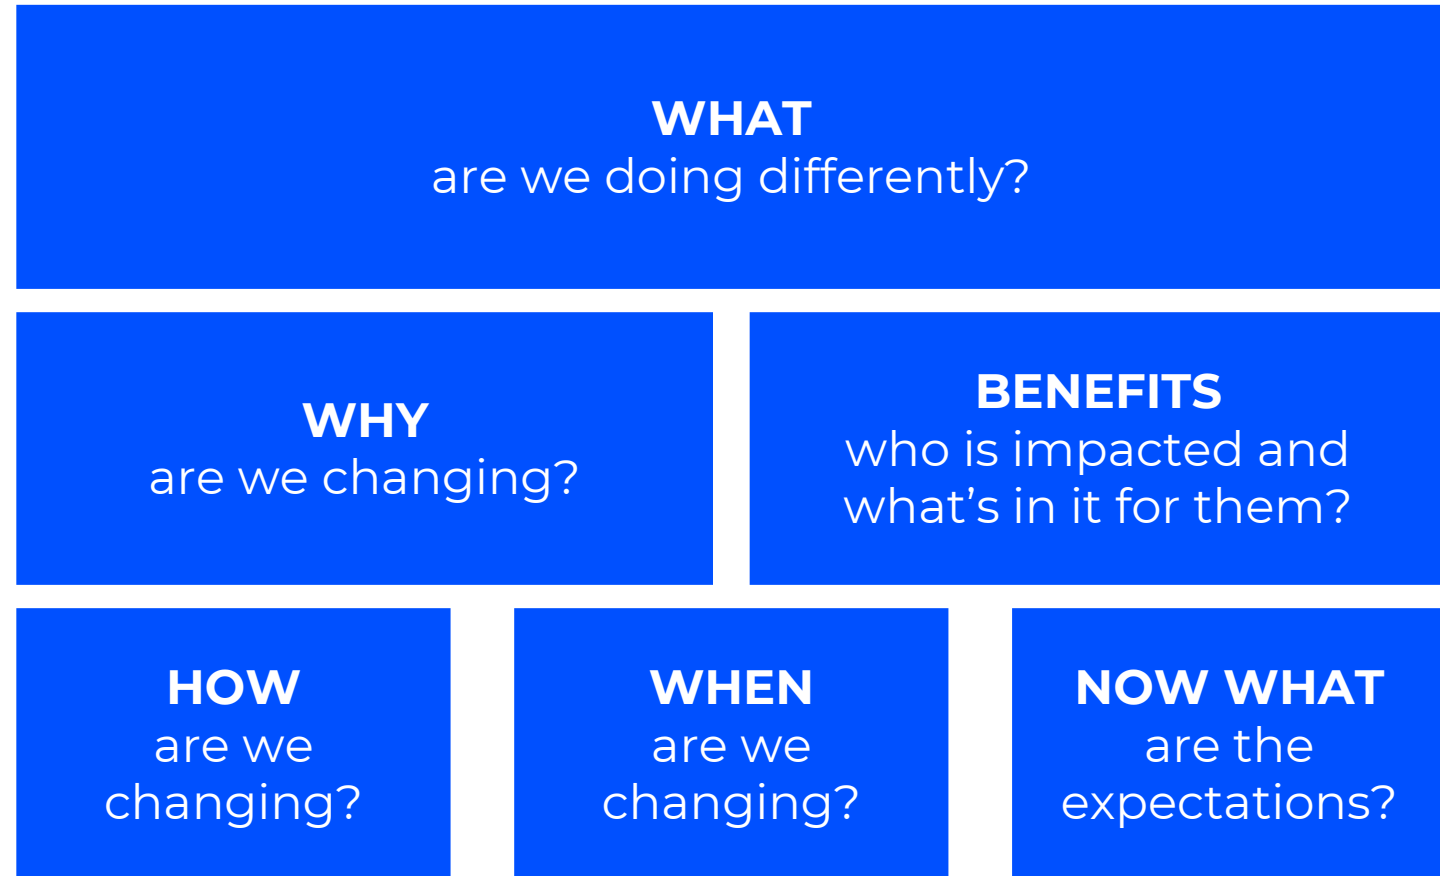 WHAT
are we doing differently?
WHY
are we changing?
BENEFITS
who is impacted and
what’s in it for them?
HOW
are we
changing?
WHEN
are we
changing?
NOW WHAT
are the
expectations?